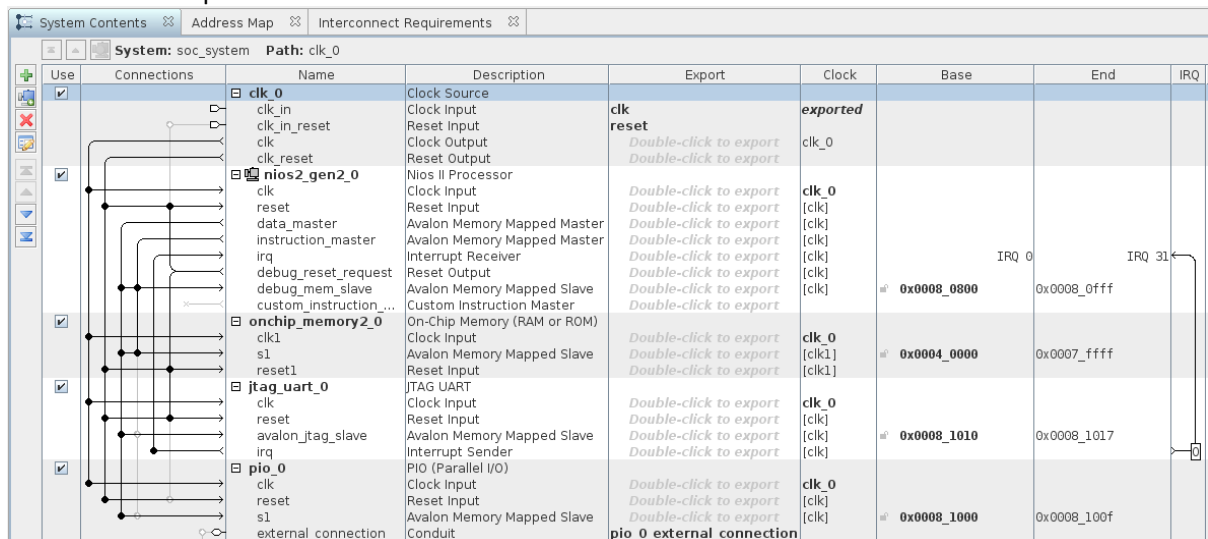 System Contents Address Map Interconnect Requirements
System: soc_system Path: clk_0
Use Connections Name Description Export Clock Base End IRQ
clk_0 Clock Source
clk_in Clock Input clk exported
clk_in_reset Reset Input reset
clk Clock Output Double-click to export clk_0
clk_reset Reset Output Double-click to export
nios2_gen2_0 Nios II Processor
clk Clock Input Double-click to export clk_0
reset Reset Input Double-click to export [clk]
data_master Avalon Memory Mapped Master Double-click to export [clk]
instruction_master Avalon Memory Mapped Master Double-click to export [clk]
irq Interrupt Receiver Double-click to export [clk] IRQ 0 IRQ 31
debug_reset_request Reset Output Double-click to export [clk]
debug_mem_slave Avalon Memory Mapped Slave Double-click to export [clk] 0x0008_0800 0x0008_0fff
custom_instruction_... Custom Instruction Master Double-click to export
onchip_memory2_0 On-Chip Memory (RAM or ROM)
clk1 Clock Input Double-click to export clk_0
s1 Avalon Memory Mapped Slave Double-click to export [clk1] 0x0004_0000 0x0007_ffff
reset1 Reset Input Double-click to export [clk1]
jtag_uart_0 JTAG UART
clk Clock Input Double-click to export clk_0
reset Reset Input Double-click to export [clk]
avalon_jtag_slave Avalon Memory Mapped Slave Double-click to export [clk] 0x0008_1010 0x0008_1017
irq Interrupt Sender Double-click to export [clk] 0
pio_0 PIO (Parallel I/O)
clk Clock Input Double-click to export clk_0
reset Reset Input Double-click to export [clk]
s1 Avalon Memory Mapped Slave Double-click to export [clk] 0x0008_1000 0x0008_100f
external_connection Conduit pio_0_external_connection